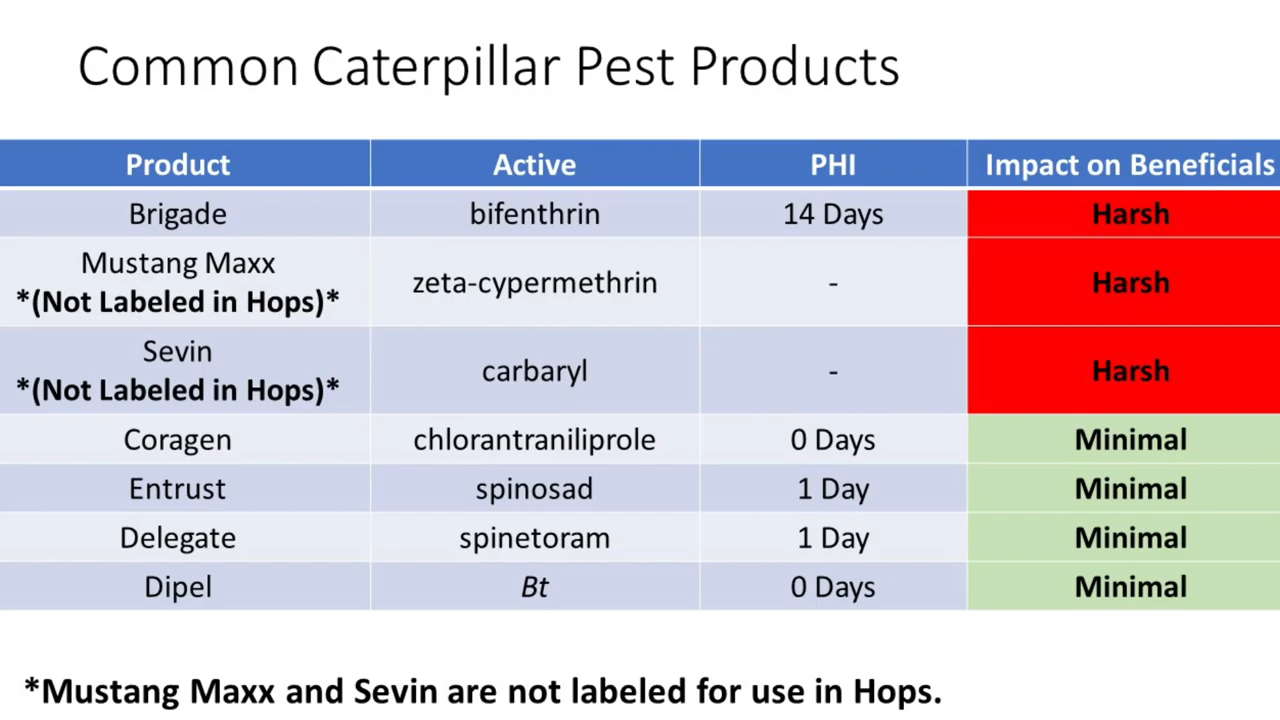 Common Caterpillar Pest Products
Product Active PHI Impact on Beneficials
Brigade bifenthrin 14 Days Harsh
Mustang Maxx
*(Not Labeled in Hops)* zeta-cypermethrin - Harsh
Sevin
*(Not Labeled in Hops)* carbaryl - Harsh
Coragen chlorantraniliprole 0 Days Minimal
Entrust spinosad 1 Day Minimal
Delegate spinetoram 1 Day Minimal
Dipel Bt 0 Days Minimal
*Mustang Maxx and Sevin are not labeled for use in Hops.